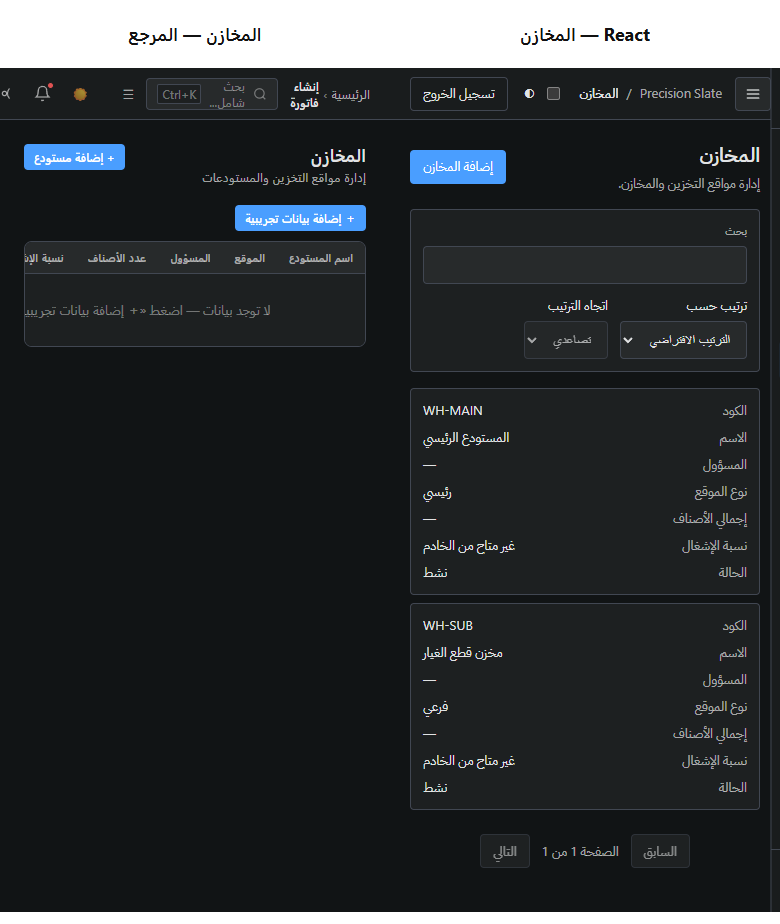 React — المخازن
Precision Slate / المخازن
تسجيل الخروج
المخازن
إدارة مواقع التخزين والمخازن.
إضافة المخازن
بحث
ترتيب حسب
اتجاه الترتيب
الترتيب الافتراضي
تصاعدي
الكود WH-MAIN
الاسم المستودع الرئيسي
المسؤول —
نوع الموقع رئيسي
إجمالي الأصناف —
نسبة الإشغال غير متاح من الخادم
الحالة نشط
الكود WH-SUB
الاسم مخزن قطع الغيار
المسؤول —
نوع الموقع فرعي
إجمالي الأصناف —
نسبة الإشغال غير متاح من الخادم
الحالة نشط
السابق الصفحة 1 من 1 التالي
المخازن — المرجع
الرئيسية › إنشاء فاتورة
بحث شامل... Ctrl+K
المخازن
إدارة مواقع التخزين والمستودعات
+ إضافة مستودع
+ إضافة بيانات تجريبية
اسم المستودع الموقع المسؤول عدد الأصناف نسبة
لا توجد بيانات — اضغط «+ إضافة بيانات